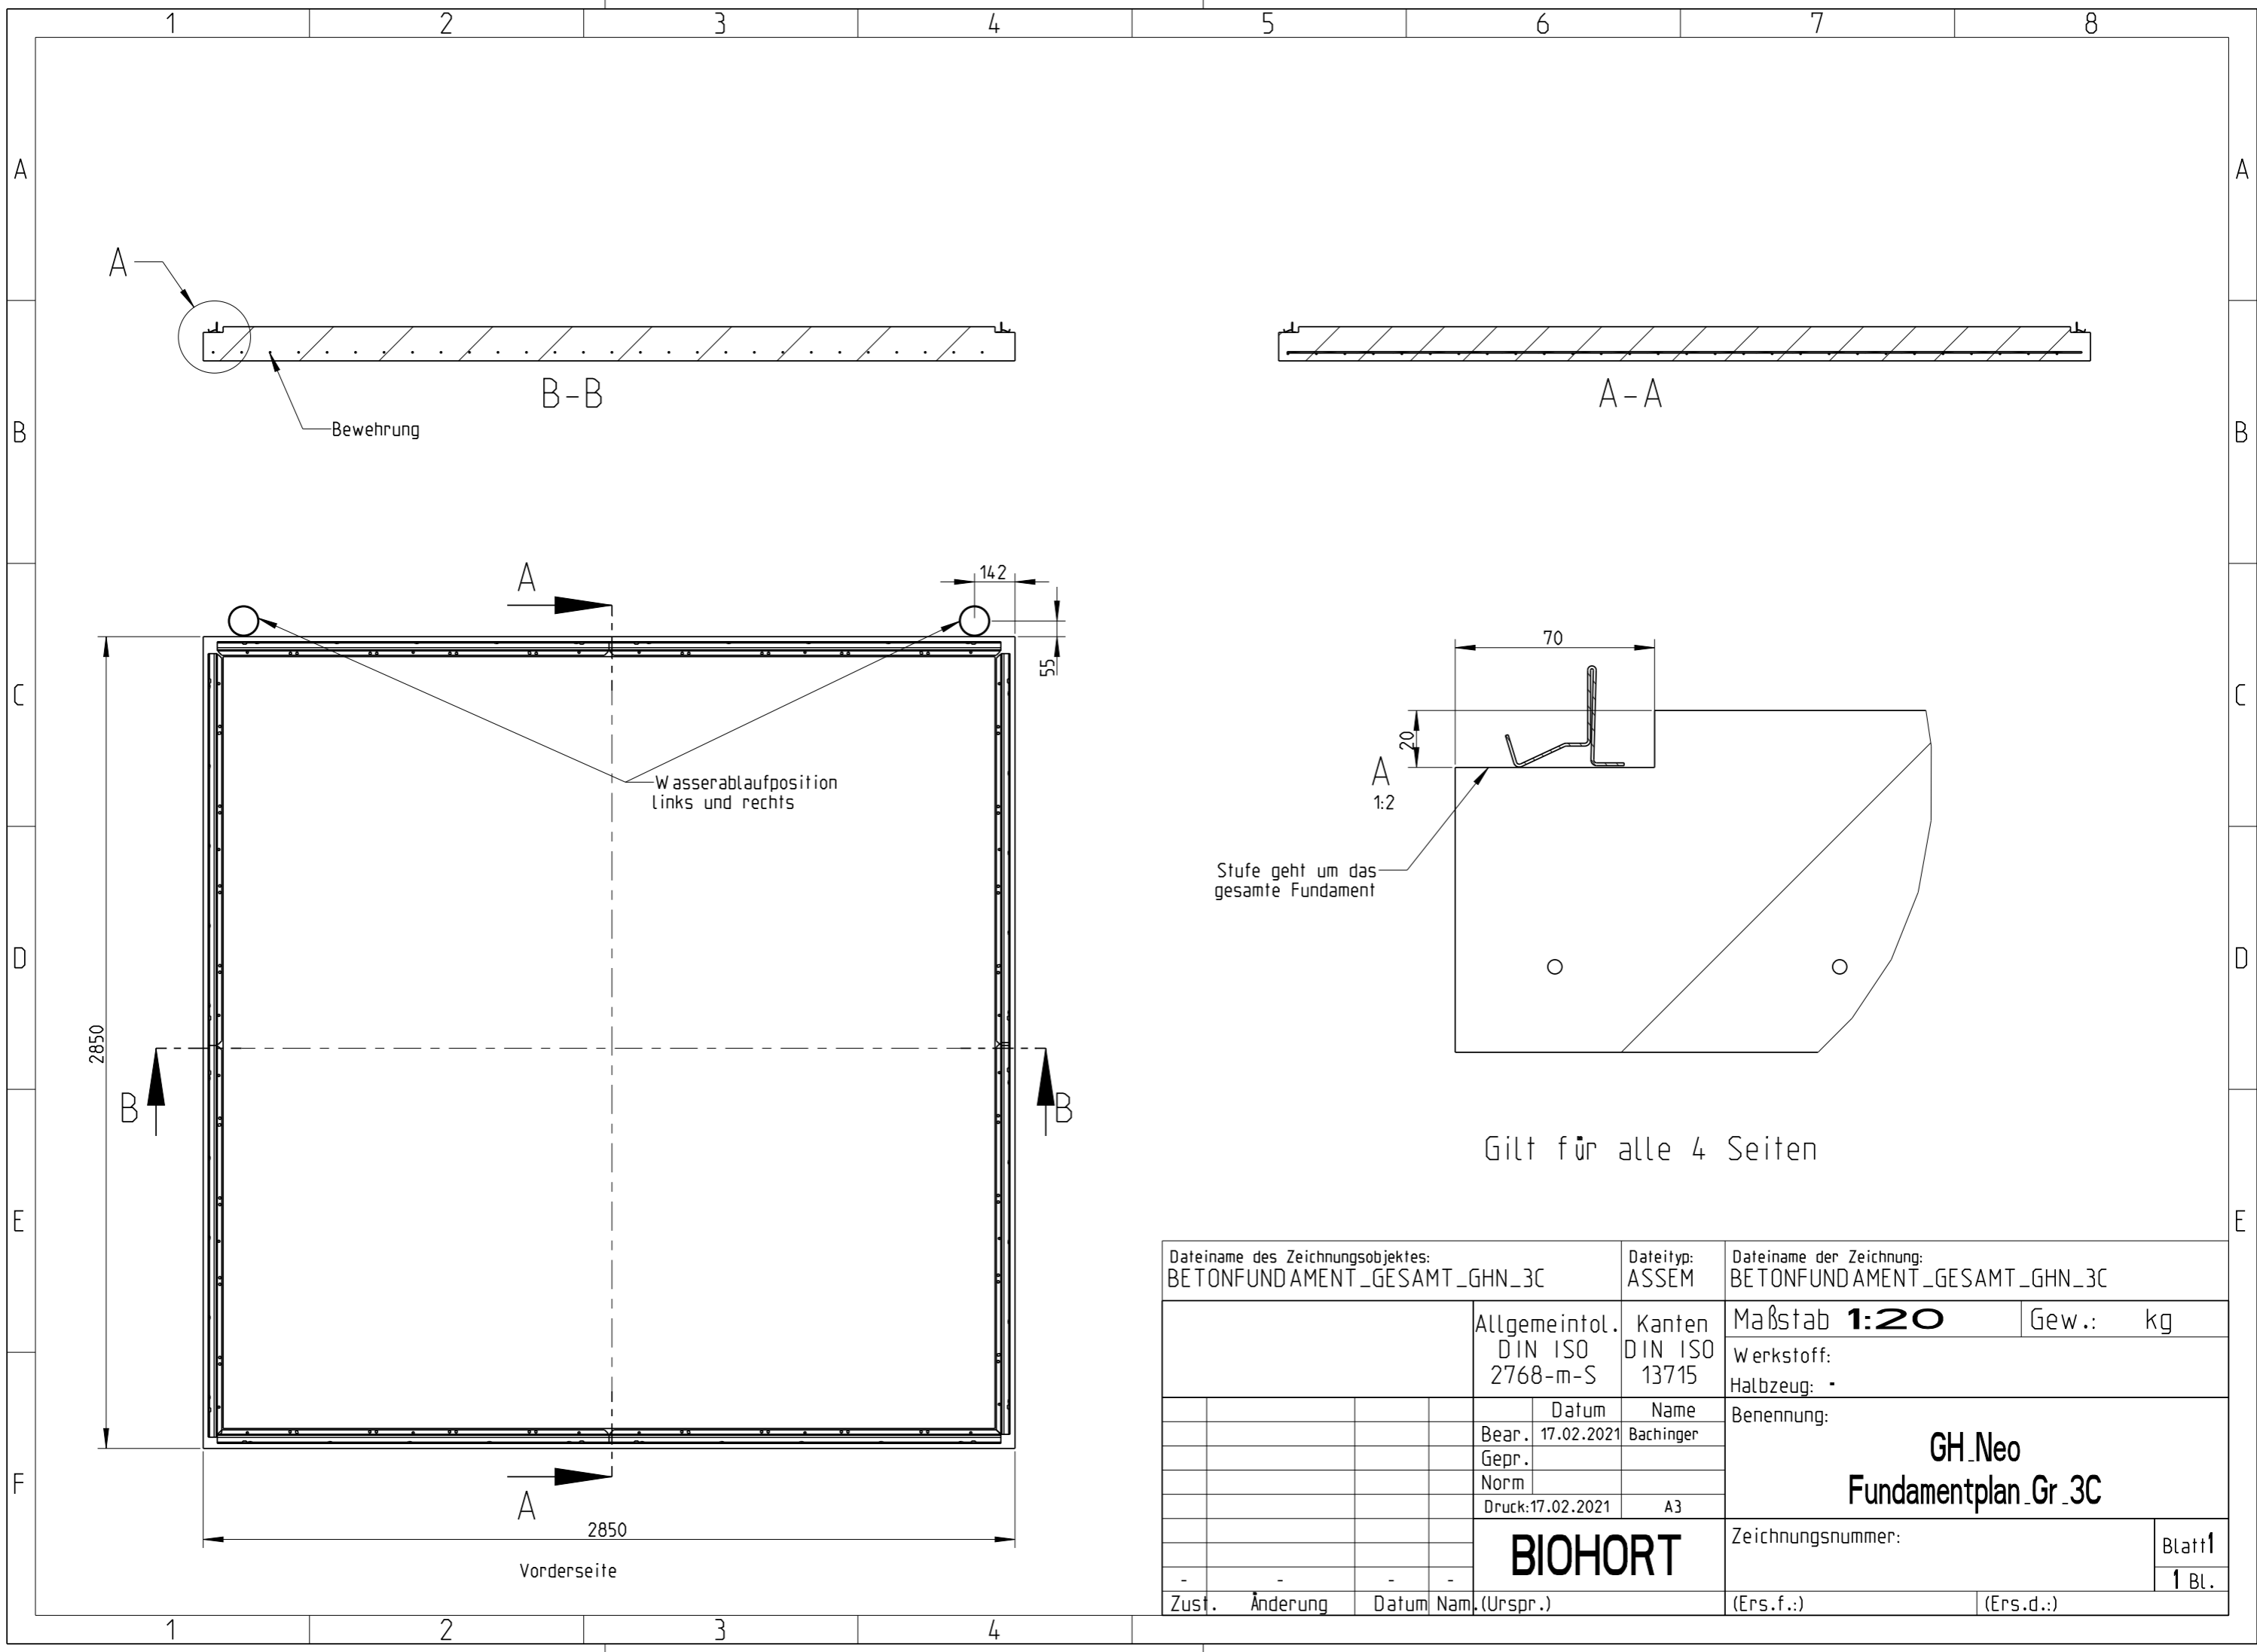 1 2 3 4 5 6 7 8
A A
A
B-B
A-A
Bewehrung
B B
A
142
55
C C
Wasserablaufposition
links und rechts
70
20
A
1:2
Stufe geht um das
gesamte Fundament
D D
2850
B B
Gilt für alle 4 Seiten
E E
A
2850
Vorderseite
F
Dateiname des Zeichnungsobjektes: Dateityp: Dateiname der Zeichnung:
BETONFUNDAMENT_GESAMT_GHN_3C ASSEM BETONFUNDAMENT_GESAMT_GHN_3C
Allgemeintol. Kanten Maßstab 1:20 Gew.: kg
DIN ISO DIN ISO Werkstoff:
2768-m-S 13715 Halbzeug: -
Datum Name Benennung:
Bear. 17.02.2021 Bachinger
Gepr.
Norm
GH_Neo
Fundamentplan_Gr_3C
Druck:17.02.2021 A3
BIOHORT Zeichnungsnummer: Blatt1
- - - - 1 Bl.
Zust. Änderung Datum Nam. (Urspr.) (Ers.f.:) (Ers.d.:)
1 2 3 4